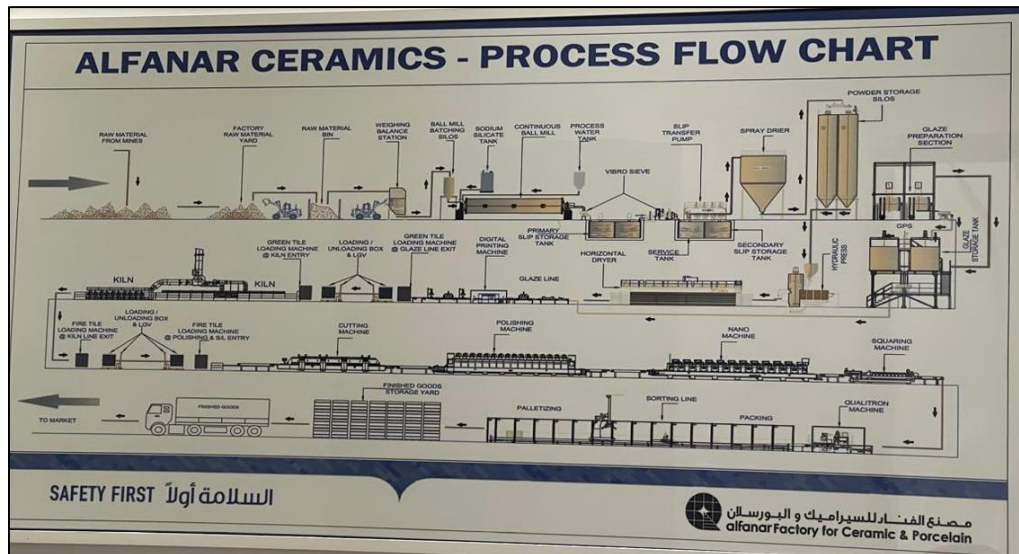 ALFANAR CERAMICS - PROCESS FLOW CHART
RAW MATERIAL
FROM MINES
FACTORY
RAW MATERIAL
YARD
RAW MATERIAL
BIN
WEIGHING
BALANCE
STATION
BALL MILL
BATCHING
SILOS
SODIUM
SILICATE
TANK
CONTINUOUS
BALL MILL
PROCESS
WATER
TANK
VIBRO SIEVE
SLIP
TRANSFER
PUMP
SPRAY DRIER
POWDER STORAGE
SILOS
GLAZE
PREPARATION
SECTION
PRIMARY
SLIP STORAGE
TANK
SERVICE
TANK
SECONDARY
SLIP STORAGE
TANK
GPS
GLAZE
STORAGE TANK
HYDRAULIC
PRESS
HORIZONTAL
DRYER
GLAZE LINE
DIGITAL
PRINTING
MACHINE
GREEN TILE
LOADING MACHINE
@ GLAZE LINE EXIT
LOADING /
UNLOADING BOX
& LGV
GREEN TILE
LOADING MACHINE
@ KILN ENTRY
KILN
KILN
FIRE TILE
LOADING MACHINE
@ KILN LINE EXIT
LOADING /
UNLOADING BOX
& LGV
FIRE TILE
LOADING MACHINE
@ POLISHING & S/L ENTRY
CUTTING
MACHINE
POLISHING
MACHINE
NANO
MACHINE
SQUARING
MACHINE
QUALITRON
MACHINE
PACKING
SORTING LINE
PALLETIZING
FINISHED GOODS
STORAGE YARD
FINISHED GOODS
TO MARKET
SAFETY FIRST السلامة أولاً
مصنع الفنار للسيراميك و البورسلان
alfanar Factory for Ceramic & Porcelain